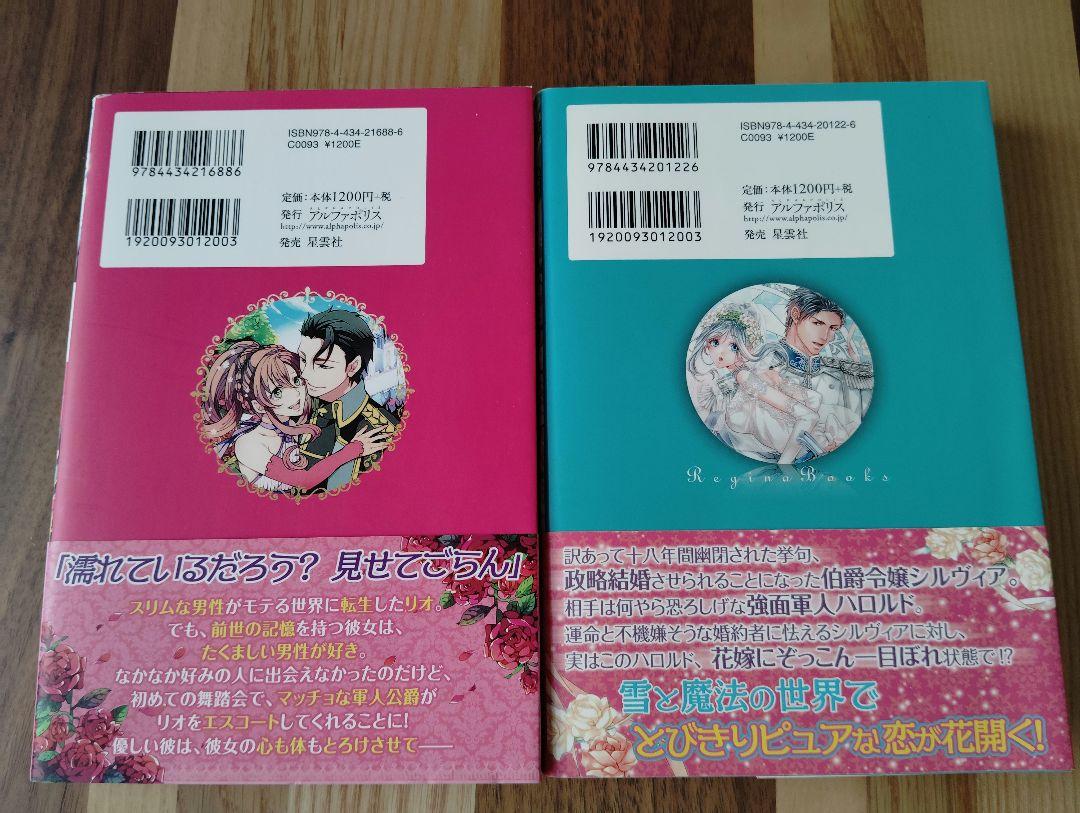 ISBN978-4-434-21688-6
C0093 ¥1200E
9784434216886
定価:本体1200円+税
発行 アルファポリス
http://www.alphapolis.co.jp/
発売 星雲社
1920093012003
「濡れているだろう? 見せてごらん」
スリムな男性がモテる世界に転生したリオ。
でも、前世の記憶を持つ彼女は、
たくましい男性が好き。
なかなか好みの人に出会えなかったのだけど、
初めての舞踏会で、マッチョな軍人公爵が
リオをエスコートしてくれることに!
優しい彼は、彼女の心も体もとろけさせて――
ISBN978-4-434-20122-6
C0093 ¥1200E
9784434201226
定価:本体1200円+税
発行 アルファポリス
http://www.alphapolis.co.jp/
発売 星雲社
1920093012003
Regina Books
訳あって十八年間幽閉された挙句、
政略結婚させられることになった伯爵令嬢シルヴィア。
相手は何やら恐ろしげな強面軍人ハロルド。
運命と不機嫌そうな婚約者に怯えるシルヴィアに対し、
実はこのハロルド、花嫁にぞっこん一目ぼれ状態で!?
雪と魔法の世界で
とびきりピュアな恋が花開く!